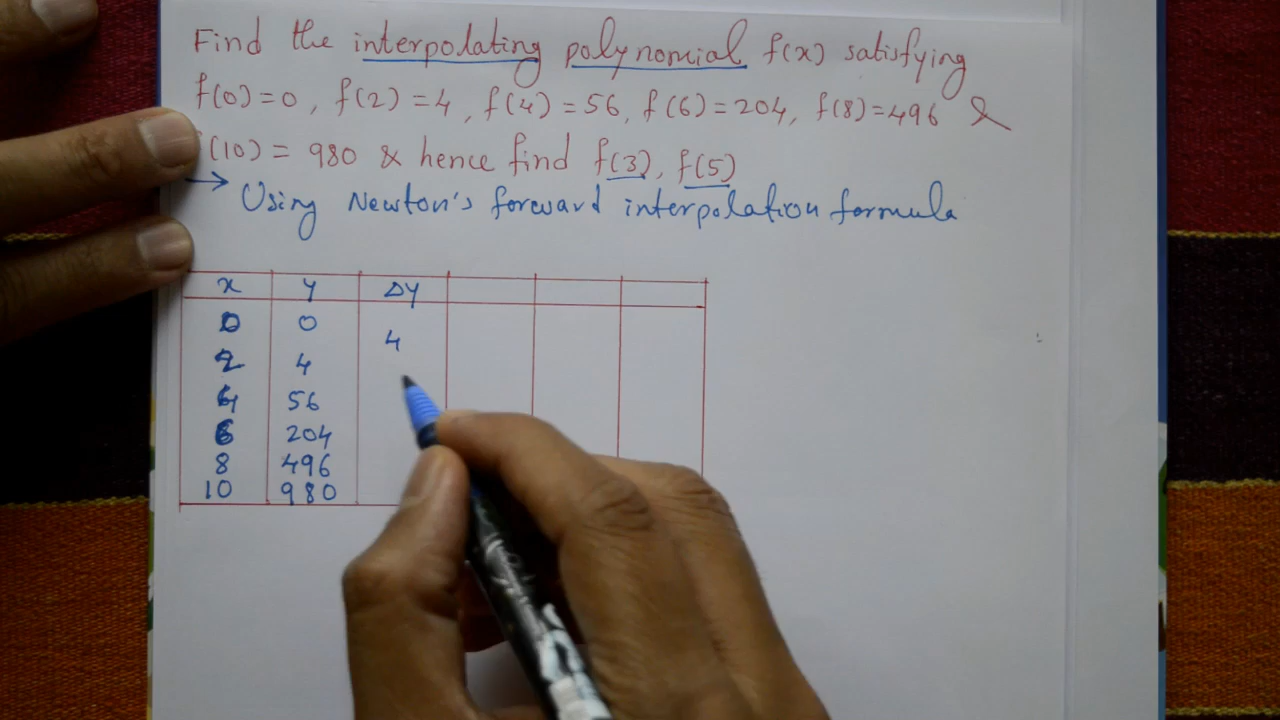 Find the interpolating polynomial f(x) satisfying
f(0)=0, f(2)=4, f(4)=56, f(6)=204, f(8)=496 &
(10)= 980 & hence find f(3), f(5)
→ Using Newton's forward interpolation formula
x y Δy
0 0
4
2 4
4 56
6 204
8 496
10 980